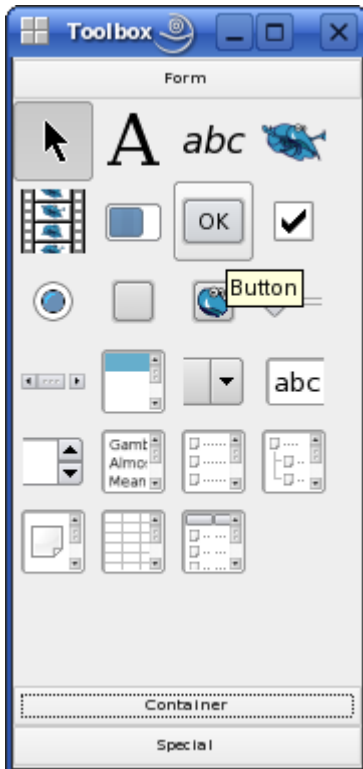 Toolbox
Form
A abc
OK
Button
abc
Gamb
Almo
Mean
Container
Special